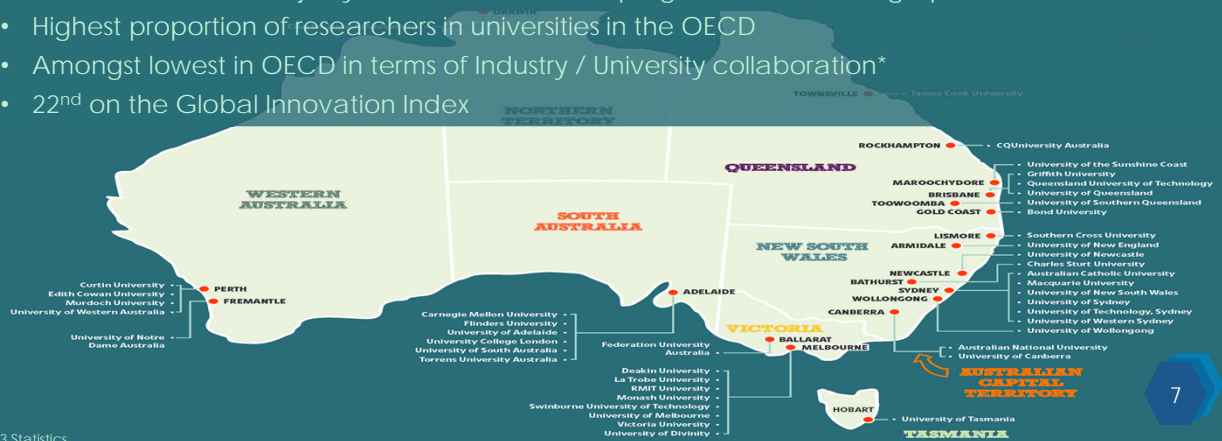 • Highest proportion of researchers in universities in the OECD
• Amongst lowest in OECD in terms of Industry / University collaboration*
• 22nd on the Global Innovation Index
NORTHERN
TERRITORY
TOWNSVILLE
James Cook University
ROCKHAMPTON
CQUniversity Australia
QUEENSLAND
MAROOCHYDORE
BRISBANE
TOOWOOMBA
GOLD COAST
University of the Sunshine Coast
Griffith University
Queensland University of Technology
University of Queensland
University of Southern Queensland
Bond University
WESTERN
AUSTRALIA
SOUTH
AUSTRALIA
NEW SOUTH
WALES
LISMORE
ARMIDALE
NEWCASTLE
BATHURST
SYDNEY
WOLLONGONG
CANBERRA
Southern Cross University
University of New England
University of Newcastle
Charles Sturt University
Australian Catholic University
Macquarie University
University of New South Wales
University of Sydney
University of Technology, Sydney
University of Western Sydney
University of Wollongong
Curtin University
Edith Cowan University
Murdoch University
University of Western Australia
University of Notre
Dame Australia
PERTH
FREMANTLE
ADELAIDE
Carnegie Mellon University
Flinders University
University of Adelaide
University College London
University of South Australia
Torrens University Australia
VICTORIA
BALLARAT
MELBOURNE
Federation University
Australia
Deakin University
La Trobe University
RMIT University
Monash University
Swinburne University of Technology
University of Melbourne
Victoria University
University of Divinity
Australian National University
University of Canberra
AUSTRALIAN
CAPITAL
TERRITORY
7
HOBART
University of Tasmania
TASMANIA
3 Statistics